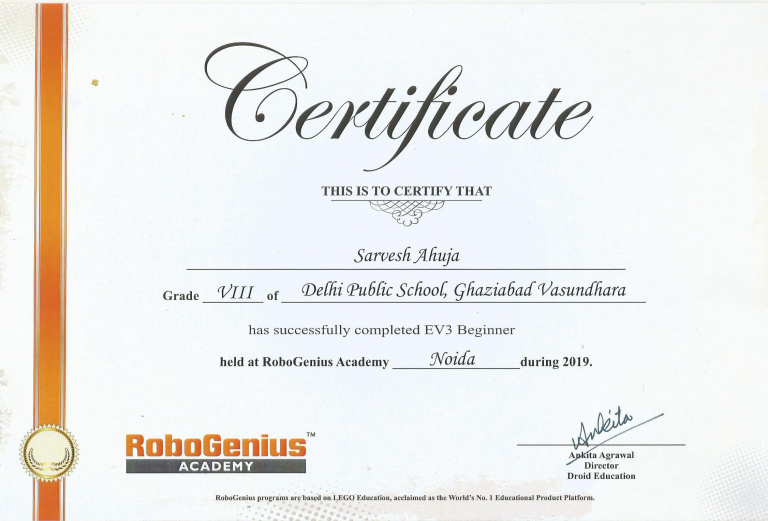 Certificate
THIS IS TO CERTIFY THAT
Sarvesh Ahuja
Grade VIII of Delhi Public School, Ghaziabad Vasundhara
has successfully completed EV3 Beginner
held at RoboGenius Academy Noida during 2019.
RoboGenius™
ACADEMY
Ankita
Ankita Agrawal
Director
Droid Education
RoboGenius programs are based on LEGO Education, acclaimed as the World's No. 1 Educational Product Platform.